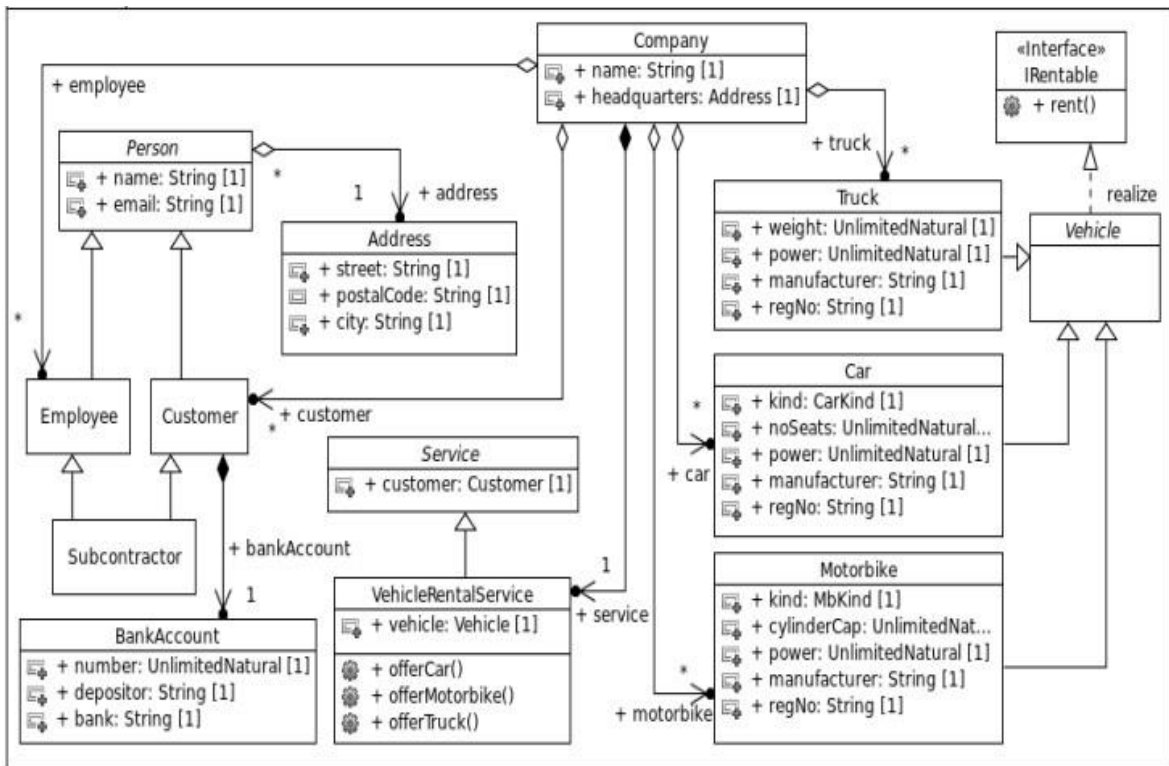 Company
+ name: String [1]
+ headquarters: Address [1]
«Interface»
IRentable
+ rent()
+ employee
+ truck
*
Person
+ name: String [1]
+ email: String [1]
*
1
+ address
Address
+ street: String [1]
+ postalCode: String [1]
+ city: String [1]
Truck
+ weight: UnlimitedNatural [1]
+ power: UnlimitedNatural [1]
+ manufacturer: String [1]
+ regNo: String [1]
realize
Vehicle
*
Employee
Customer
+ customer
*
Subcontractor
Service
+ customer: Customer [1]
*
+ car
Car
+ kind: CarKind [1]
+ noSeats: UnlimitedNatural...
+ power: UnlimitedNatural [1]
+ manufacturer: String [1]
+ regNo: String [1]
+ bankAccount
1
BankAccount
+ number: UnlimitedNatural [1]
+ depositor: String [1]
+ bank: String [1]
VehicleRentalService
+ vehicle: Vehicle [1]
+ offerCar()
+ offerMotorbike()
+ offerTruck()
1
+ service
*
+ motorbike
Motorbike
+ kind: MbKind [1]
+ cylinderCap: UnlimitedNat...
+ power: UnlimitedNatural [1]
+ manufacturer: String [1]
+ regNo: String [1]